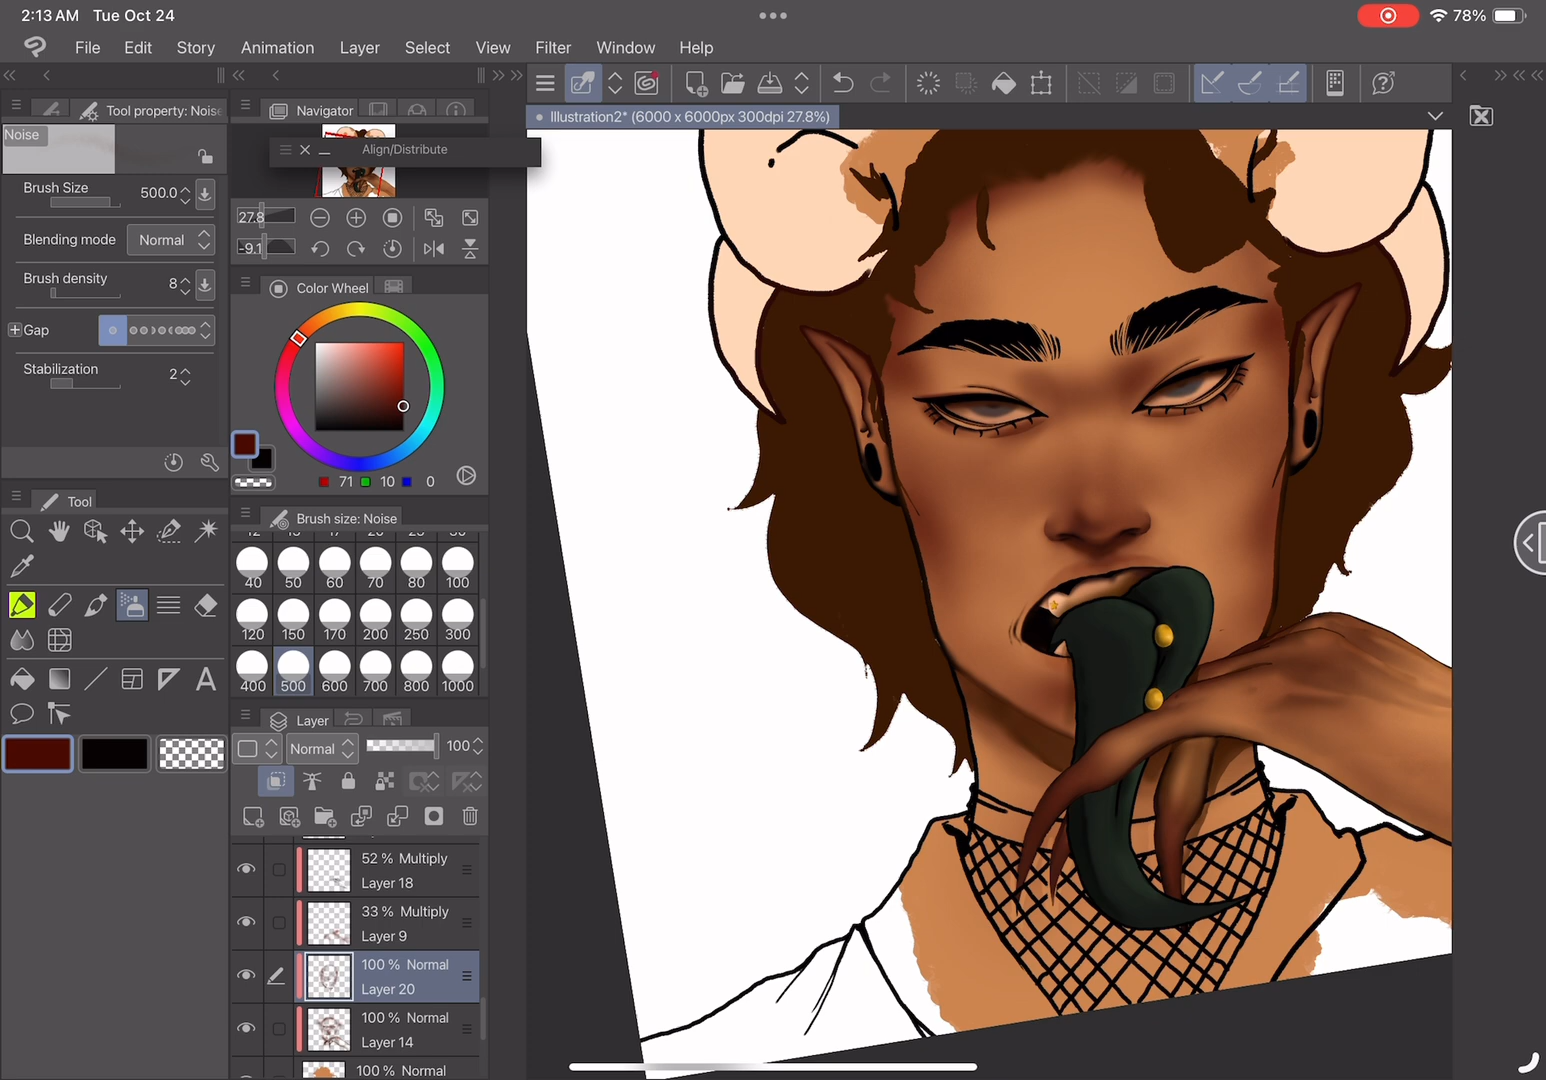 2:13 AM Tue Oct 24
78%
File Edit Story Animation Layer Select View Filter Window Help
Tool property: Noise
Noise
Brush Size 500.0
Blending mode Normal
Brush density 8
Gap
Stabilization 2
Tool
A
Navigator
Align/Distribute
27.8
-9.1
Color Wheel
71 10 0
Brush size: Noise
40 50 60 70 80 100
120 150 170 200 250 300
400 500 600 700 800 1000
Layer
Normal 100
52 % Multiply
Layer 18
33 % Multiply
Layer 9
100 % Normal
Layer 20
100 % Normal
Layer 14
100 % Normal
Illustration2* (6000 x 6000px 300dpi 27.8%)